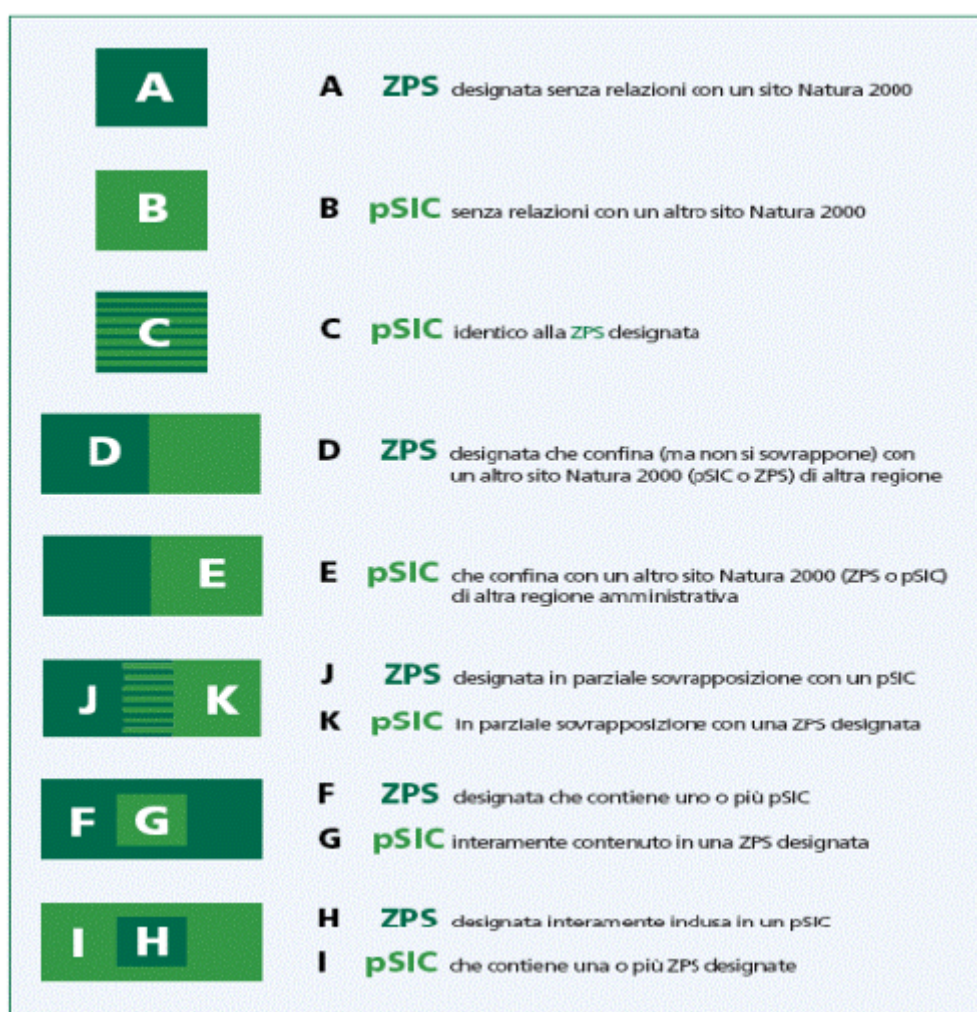 A A ZPS designata senza relazioni con un sito Natura 2000
B B pSIC senza relazioni con un altro sito Natura 2000
C C pSIC identico alla ZPS designata
D D ZPS designata che confina (ma non si sovrappone) con
un altro sito Natura 2000 (pSIC o ZPS) di altra regione
E E pSIC che confina con un altro sito Natura 2000 (ZPS o pSIC)
di altra regione amministrativa
J K J ZPS designata in parziale sovrapposizione con un pSIC
K pSIC in parziale sovrapposizione con una ZPS designata
F G F ZPS designata che contiene uno o più pSIC
G pSIC interamente contenuto in una ZPS designata
I H H ZPS designata interamente inclusa in un pSIC
I pSIC che contiene una o più ZPS designate